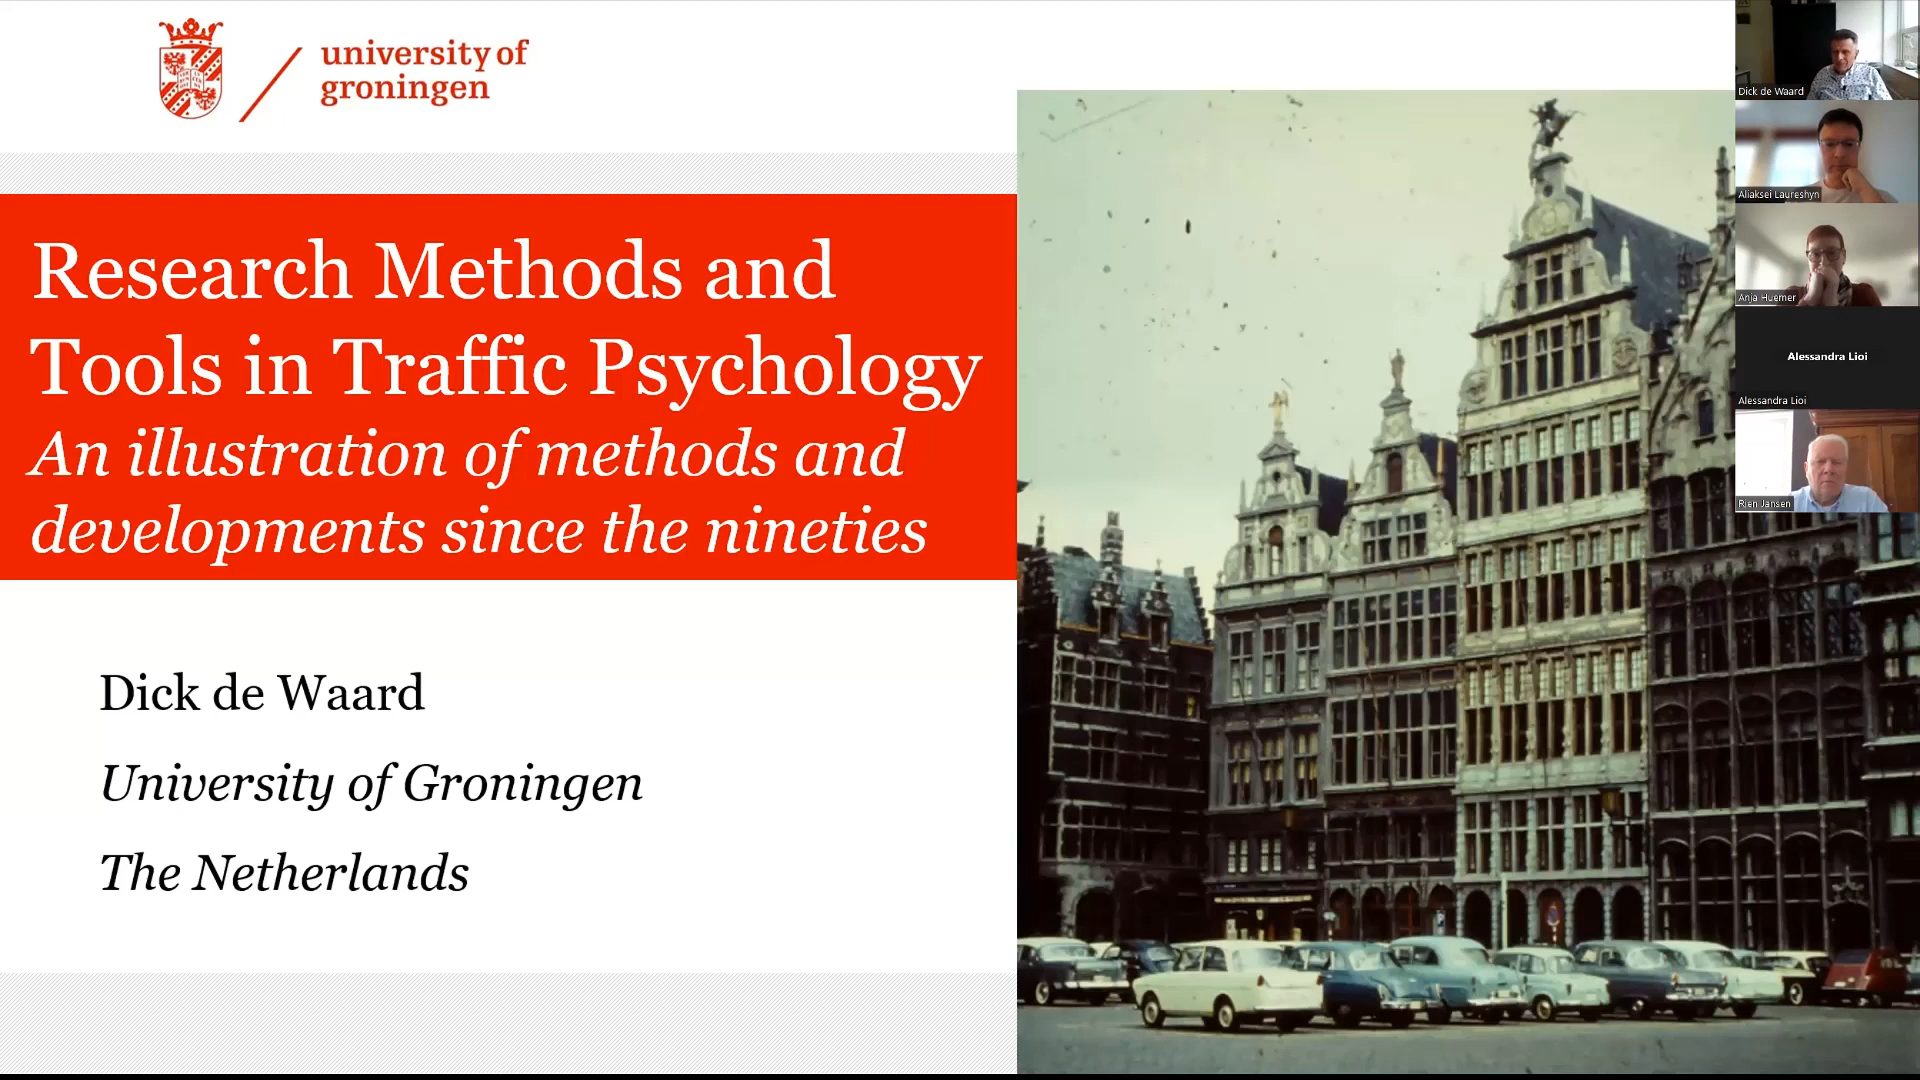 university of
groningen
Research Methods and
Tools in Traffic Psychology
An illustration of methods and
developments since the nineties
Dick de Waard
University of Groningen
The Netherlands
Dick de Waard
Aliaksei Laureshyn
Anja Huemer
Alessandra Lioi
Alessandra Lioi
Rien Jansen